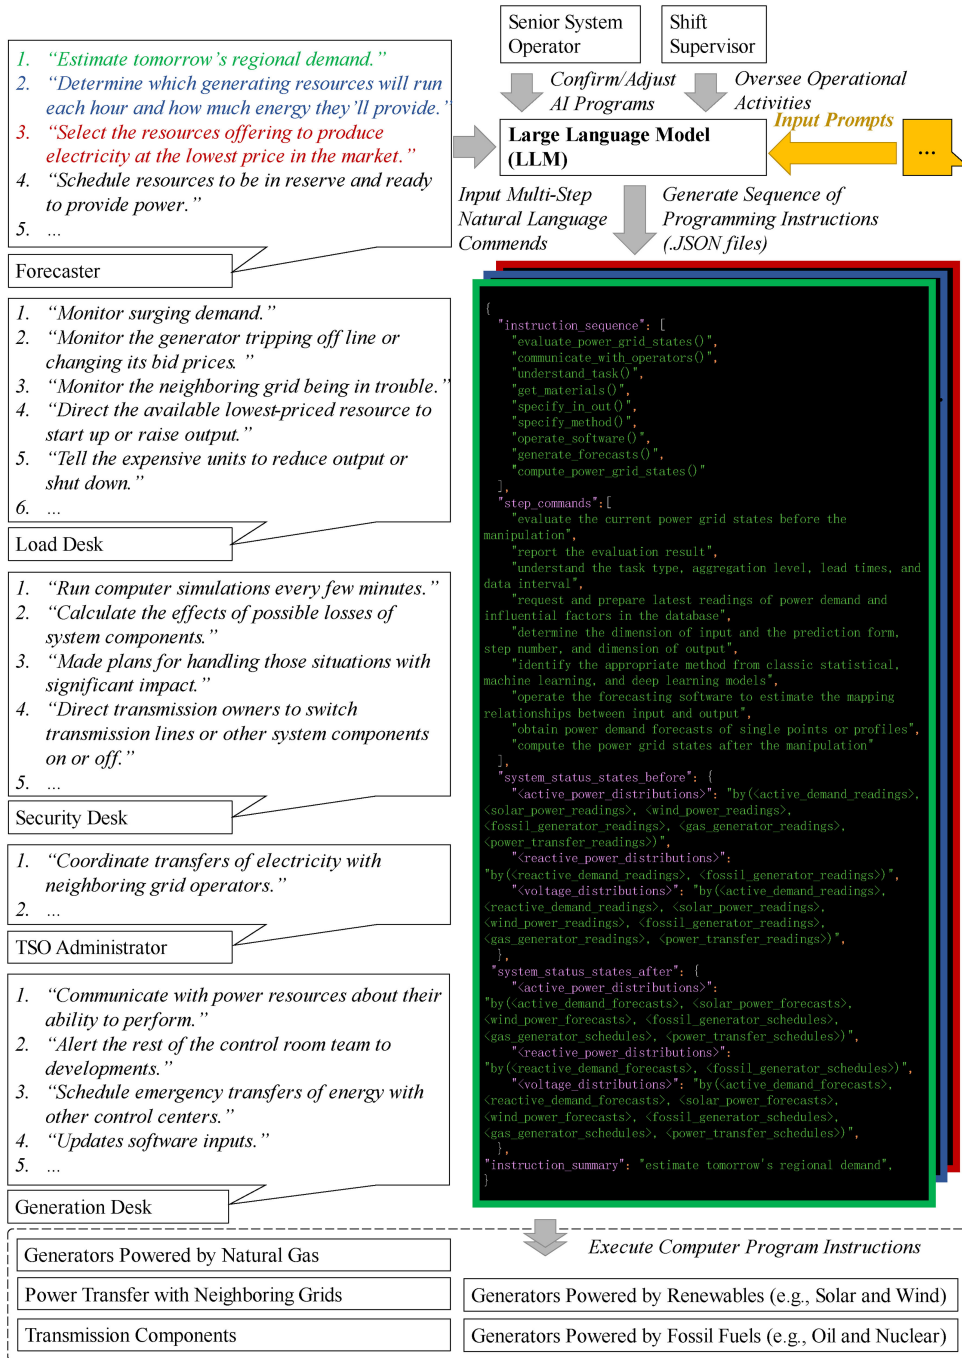 Senior System
Operator
Shift
Supervisor
Confirm/Adjust
AI Programs
Oversee Operational
Activities
Large Language Model
(LLM)
Input Prompts
...
Input Multi-Step
Natural Language
Commends
Generate Sequence of
Programming Instructions
(.JSON files)
1. “Estimate tomorrow’s regional demand.”
2. “Determine which generating resources will run
each hour and how much energy they’ll provide.”
3. “Select the resources offering to produce
electricity at the lowest price in the market.”
4. “Schedule resources to be in reserve and ready
to provide power.”
5. ...
Forecaster
1. “Monitor surging demand.”
2. “Monitor the generator tripping off line or
changing its bid prices. ”
3. “Monitor the neighboring grid being in trouble.”
4. “Direct the available lowest-priced resource to
start up or raise output.”
5. “Tell the expensive units to reduce output or
shut down.”
6. ...
Load Desk
1. “Run computer simulations every few minutes.”
2. “Calculate the effects of possible losses of
system components.”
3. “Made plans for handling those situations with
significant impact.”
4. “Direct transmission owners to switch
transmission lines or other system components
on or off.”
5. ...
Security Desk
1. “Coordinate transfers of electricity with
neighboring grid operators.”
2. ...
TSO Administrator
1. “Communicate with power resources about their
ability to perform.”
2. “Alert the rest of the control room team to
developments.”
3. “Schedule emergency transfers of energy with
other control centers.”
4. “Updates software inputs.”
5. ...
Generation Desk
{
"instruction_sequence": [
"evaluate_power_grid_states()",
"communicate_with_operators()",
"understand_task()",
"get_materials()",
"specify_in_out()",
"specify_method()",
"operate_software()",
"generate_forecasts()",
"compute_power_grid_states()"
],
"step_commands":[
"evaluate the current power grid states before the
manipulation",
"report the evaluation result",
"understand the task type, aggregation level, lead times, and
data interval",
"request and prepare latest readings of power demand and
influential factors in the database",
"determine the dimension of input and the prediction form,
step number, and dimension of output",
"identify the appropriate method from classic statistical,
machine learning, and deep learning models",
"operate the forecasting software to estimate the mapping
relationships between input and output",
"obtain power demand forecasts of single points or profiles",
"compute the power grid states after the manipulation"
],
"system_status_states_before": {
"<active_power_distributions>": "by(<active_demand_readings>,
<solar_power_readings>, <wind_power_readings>,
<fossil_generator_readings>, <gas_generator_readings>,
<power_transfer_readings>)",
"<reactive_power_distributions>":
"by(<reactive_demand_readings>, <fossil_generator_readings>)",
"<voltage_distributions>": "by(<active_demand_readings>,
<reactive_demand_readings>, <solar_power_readings>,
<wind_power_readings>, <fossil_generator_readings>,
<gas_generator_readings>, <power_transfer_readings>)",
},
"system_status_states_after": {
"<active_power_distributions>":
"by(<active_demand_forecasts>, <solar_power_forecasts>,
<wind_power_forecasts>, <fossil_generator_schedules>,
<gas_generator_schedules>, <power_transfer_schedules>)",
"<reactive_power_distributions>":
"by(<reactive_demand_forecasts>, <fossil_generator_schedules>)",
"<voltage_distributions>": "by(<active_demand_forecasts>,
<reactive_demand_forecasts>, <solar_power_forecasts>,
<wind_power_forecasts>, <fossil_generator_schedules>,
<gas_generator_schedules>, <power_transfer_schedules>)",
},
"instruction_summary": "estimate tomorrow's regional demand",
}
Execute Computer Program Instructions
Generators Powered by Natural Gas
Power Transfer with Neighboring Grids
Transmission Components
Generators Powered by Renewables (e.g., Solar and Wind)
Generators Powered by Fossil Fuels (e.g., Oil and Nuclear)